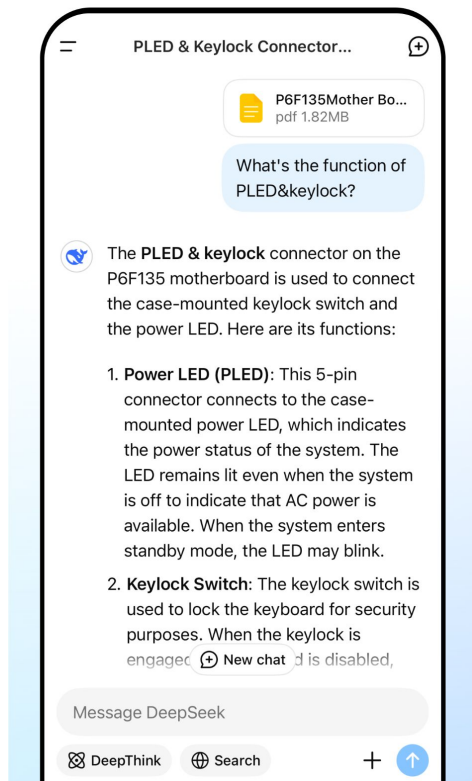 PLED & Keylock Connector...
P6F135Mother Bo...
pdf 1.82MB
What's the function of
PLED&keylock?
The PLED & keylock connector on the
P6F135 motherboard is used to connect
the case-mounted keylock switch and
the power LED. Here are its functions:
1. Power LED (PLED): This 5-pin
connector connects to the case-
mounted power LED, which indicates
the power status of the system. The
LED remains lit even when the system
is off to indicate that AC power is
available. When the system enters
standby mode, the LED may blink.
2. Keylock Switch: The keylock switch is
used to lock the keyboard for security
purposes. When the keylock is
engaged
New chat
d is disabled,
Message DeepSeek
DeepThink
Search